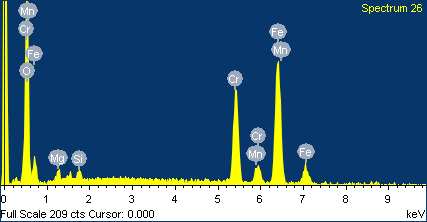 Spectrum 26
Mn
Cr
Fe
O
Mg
Si
Cr
Cr
Mn
Fe
Mn
Fe
0 1 2 3 4 5 6 7 8 9
Full Scale 209 cts Cursor: 0.000 keV